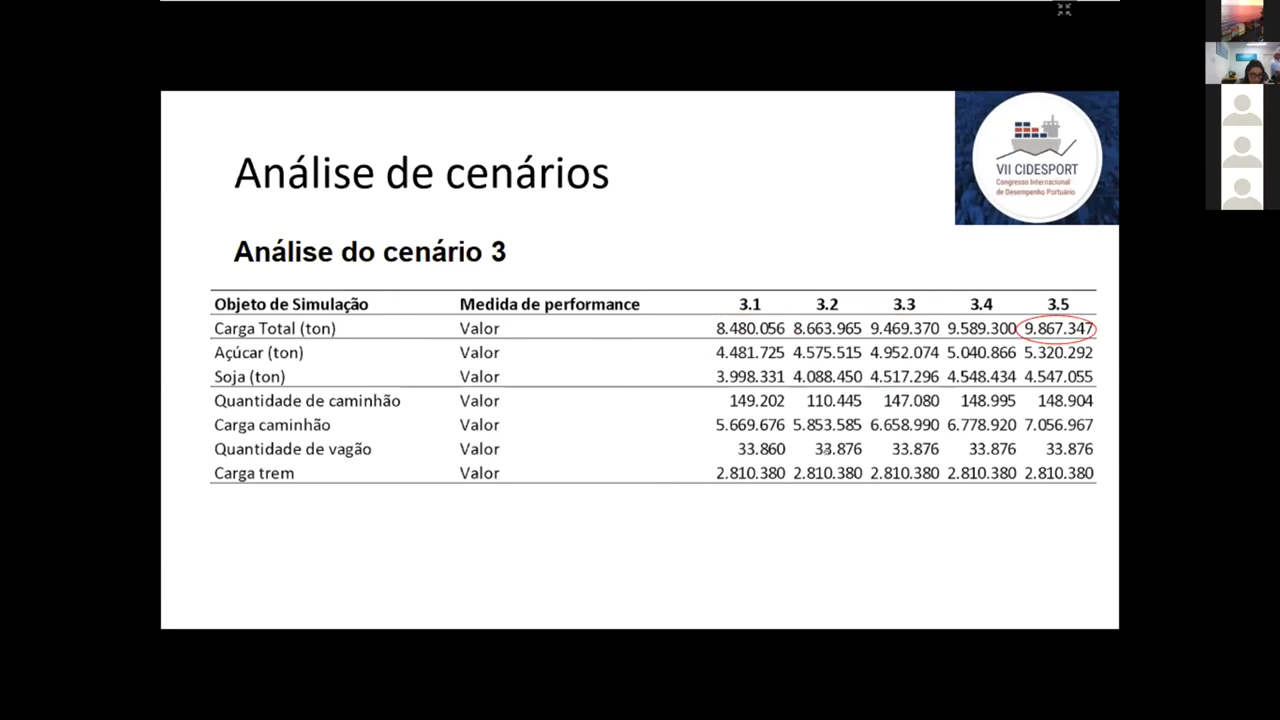 VII CIDESPORT
Congresso Internacional
de Desempenho Portuário
Análise de cenários
Análise do cenário 3
Objeto de Simulação Medida de performance 3.1 3.2 3.3 3.4 3.5
Carga Total (ton) Valor 8.480.056 8.663.965 9.469.370 9.589.300 9.867.347
Açúcar (ton) Valor 4.481.725 4.575.515 4.952.074 5.040.866 5.320.292
Soja (ton) Valor 3.998.331 4.088.450 4.517.296 4.548.434 4.547.055
Quantidade de caminhão Valor 149.202 110.445 147.080 148.995 148.904
Carga caminhão Valor 5.669.676 5.853.585 6.658.990 6.778.920 7.056.967
Quantidade de vagão Valor 33.860 33.876 33.876 33.876 33.876
Carga trem Valor 2.810.380 2.810.380 2.810.380 2.810.380 2.810.380